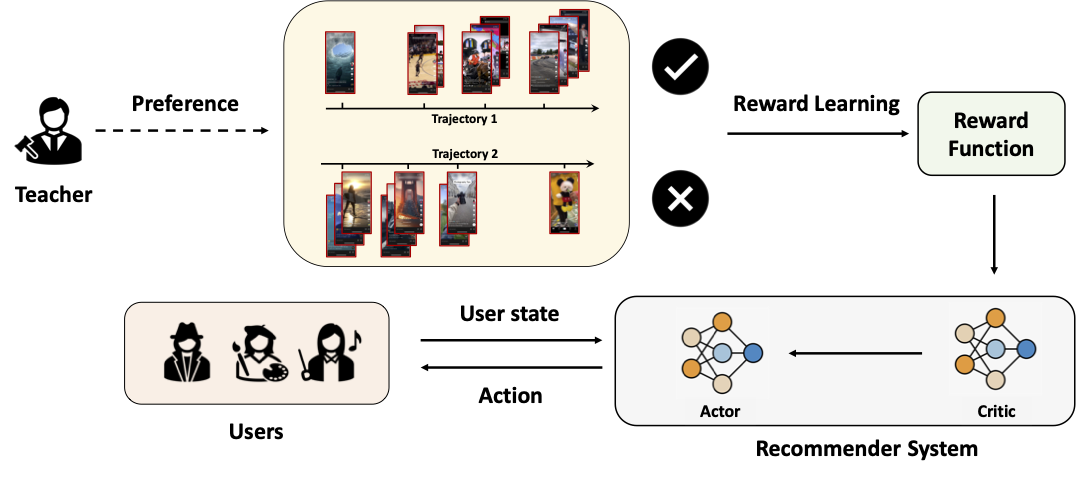 Preference
Teacher
Trajectory 1
Trajectory 2
Reward Learning
Reward
Function
User state
Action
Users
Actor
Critic
Recommender System